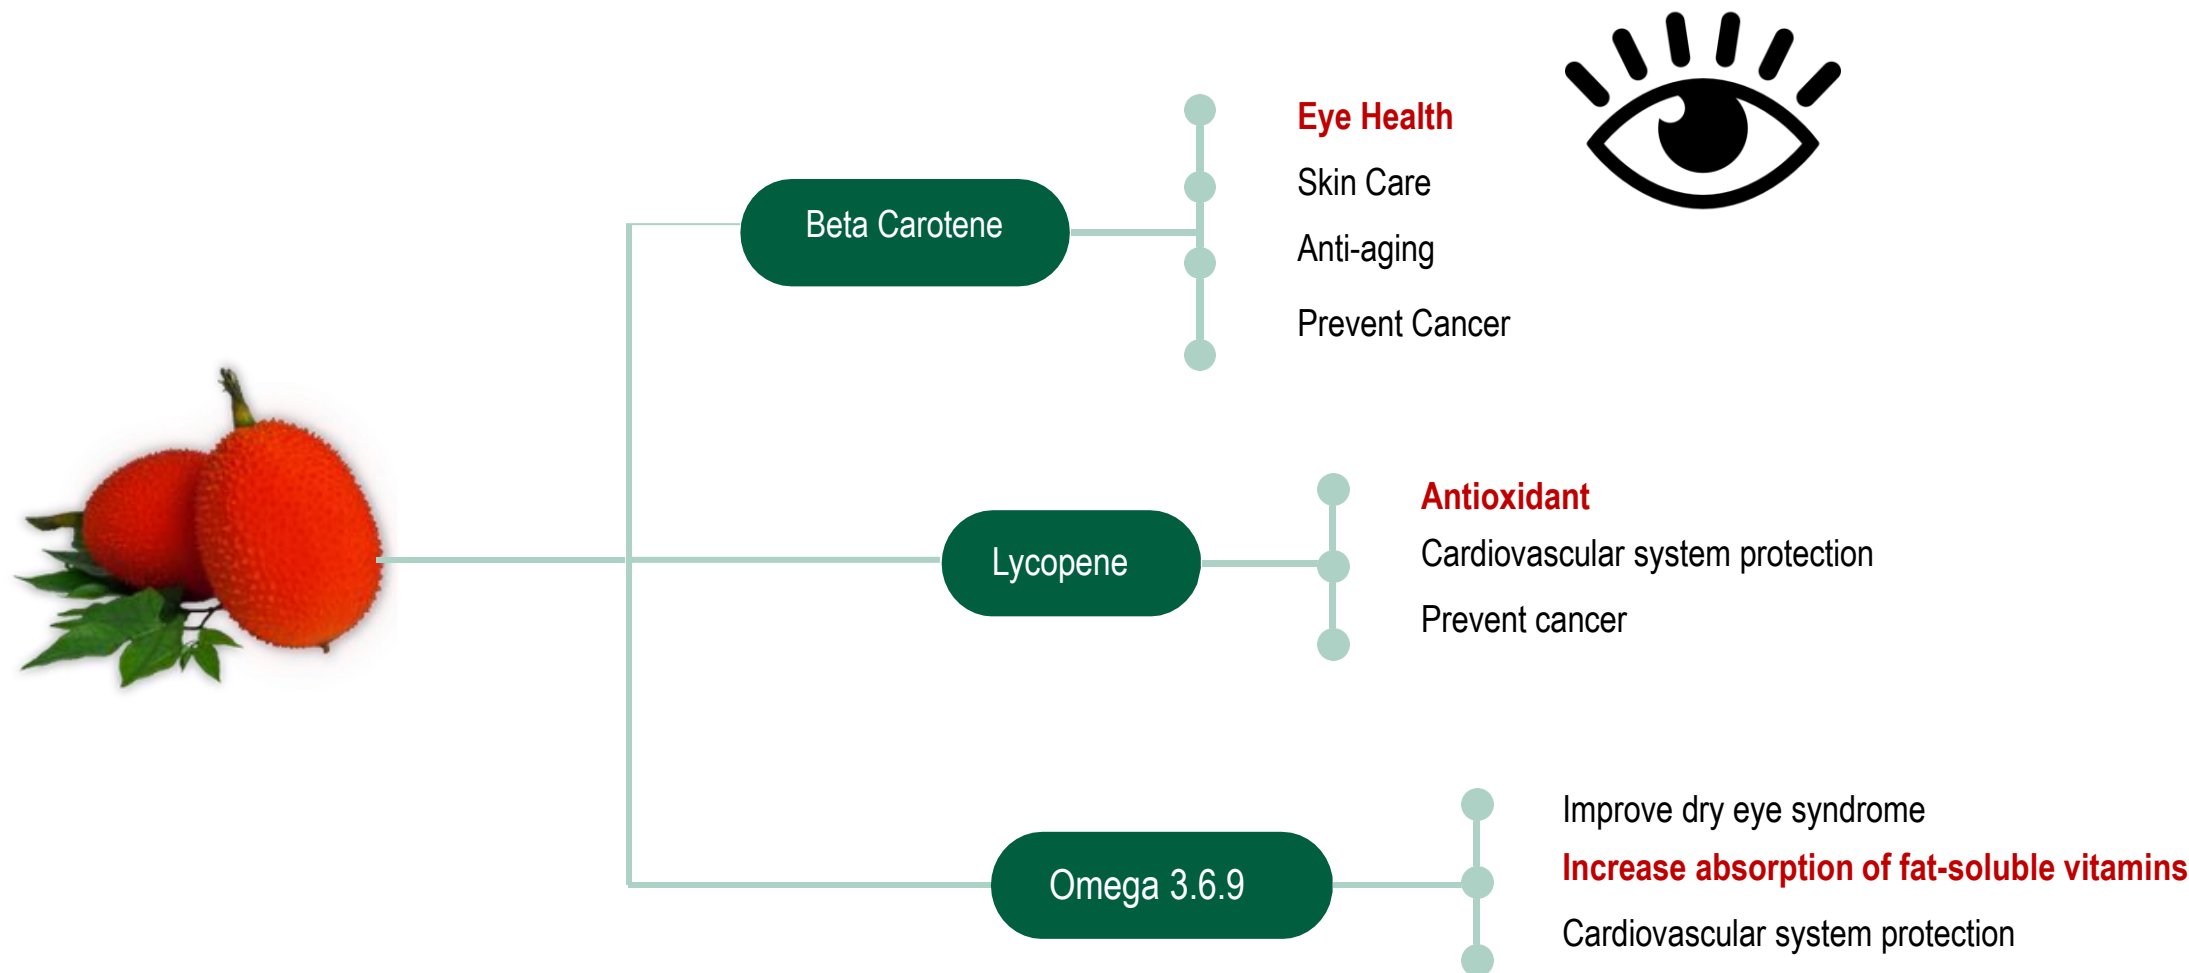 Eye Health
Skin Care
Beta Carotene
Anti-aging
Prevent Cancer
Antioxidant
Cardiovascular system protection
Lycopene
Prevent cancer
Improve dry eye syndrome
Increase absorption of fat-soluble vitamins
Omega 3.6.9
Cardiovascular system protection